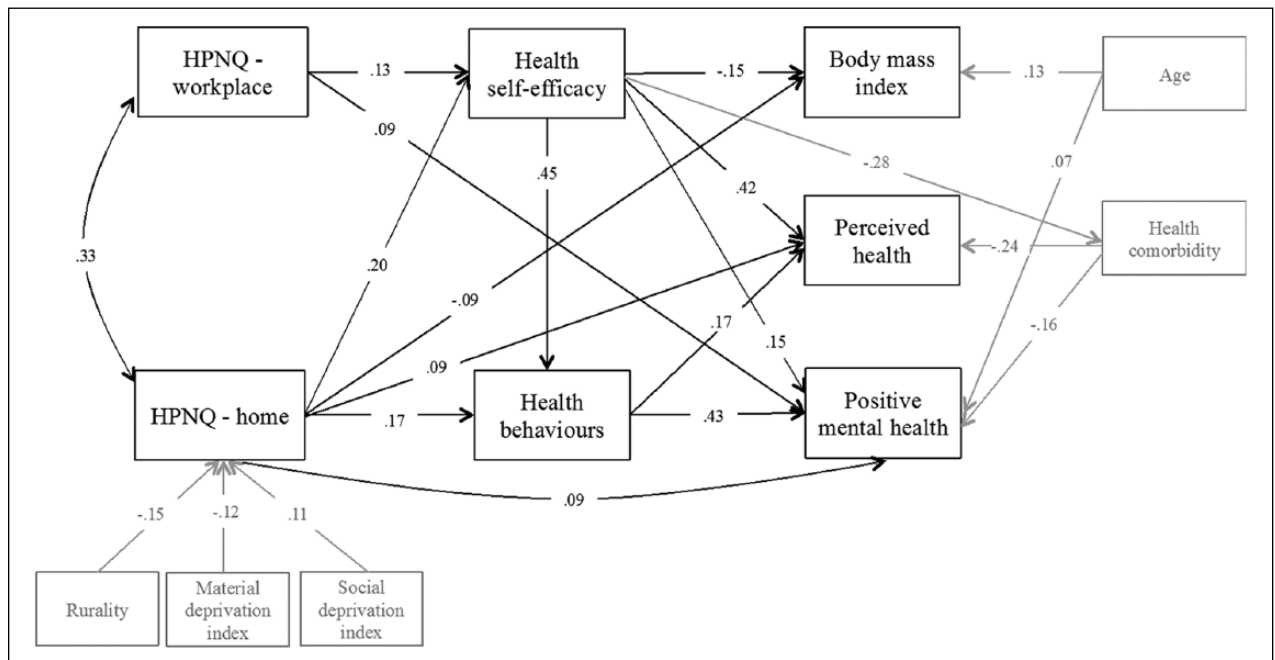 HPNQ -
workplace
Health
self-efficacy
Body mass
index
Age
.13
-.15
.13
.09
.45
-.28
.07
.42
Perceived
health
Health
comorbidity
-.24
.33
.20
-.09
.17
-.16
.15
.09
HPNQ - home
Health
behaviours
Positive
mental health
.17
.43
.09
-.15
-.12
.11
Rurality
Material
deprivation
index
Social
deprivation
index